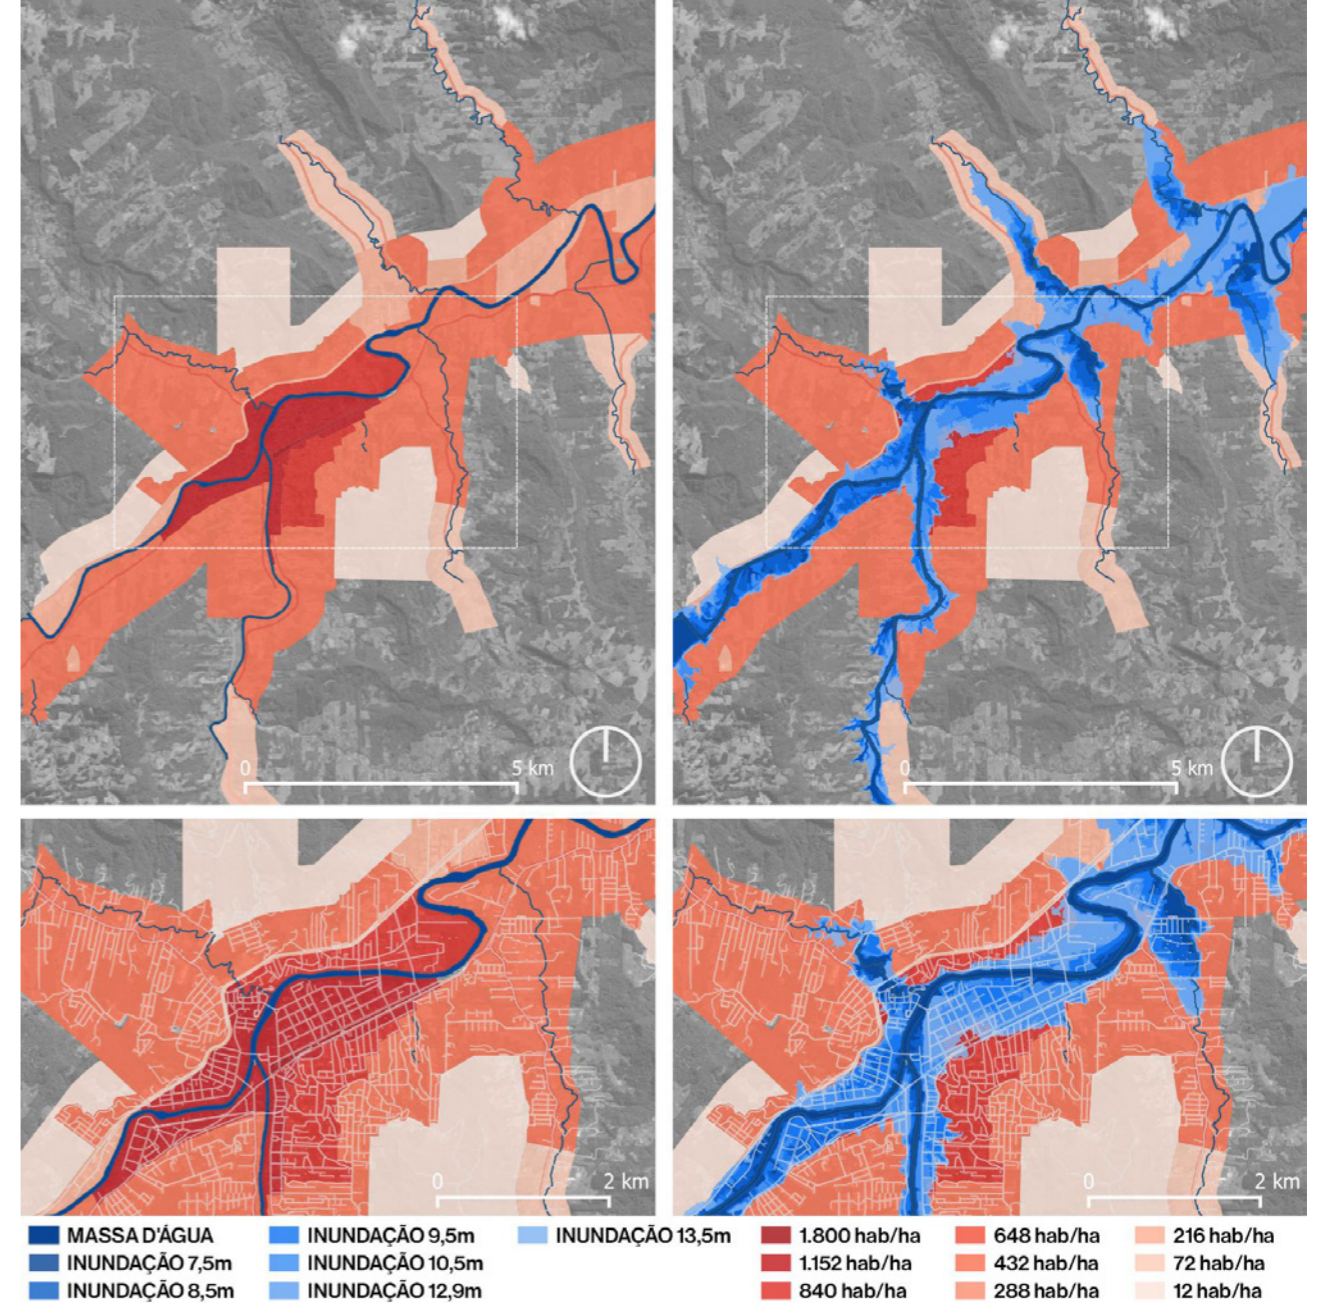 0 5 km
0 5 km
0 2 km
0 2 km
MASSA D'ÁGUA
INUNDAÇÃO 7,5m
INUNDAÇÃO 8,5m
INUNDAÇÃO 9,5m
INUNDAÇÃO 10,5m
INUNDAÇÃO 12,9m
INUNDAÇÃO 13,5m
1.800 hab/ha
1.152 hab/ha
840 hab/ha
648 hab/ha
432 hab/ha
288 hab/ha
216 hab/ha
72 hab/ha
12 hab/ha